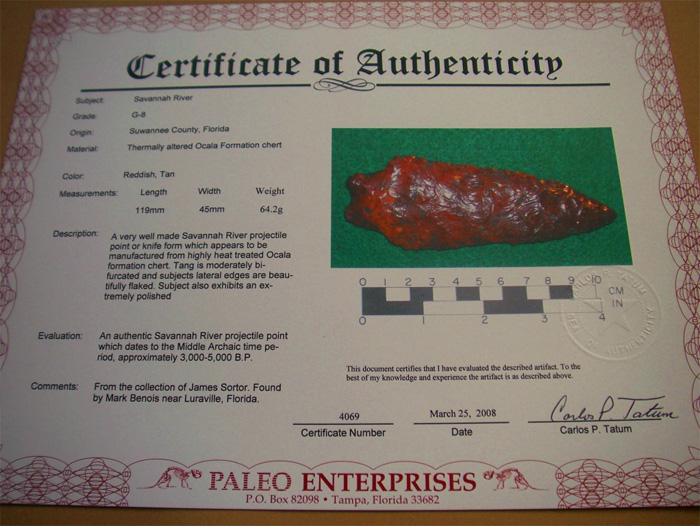 Certificate of Authenticity
Subject: Savannah River
Grade: G-8
Origin: Suwannee County, Florida
Material: Thermally altered Ocala Formation chert
Color: Reddish, Tan
Measurements: Length Width Weight
119mm 45mm 64.2g
Description: A very well made Savannah River projectile
point or knife form which appears to be
manufactured from highly heat treated Ocala
formation chert. Tang is moderately bi-
furcated and subjects lateral edges are beau-
tifully flaked. Subject also exhibits an ex-
tremely polished
Evaluation: An authentic Savannah River projectile point
which dates to the Middle Archaic time pe-
riod, approximately 3,000-5,000 B.P.
Comments: From the collection of James Sortor. Found
by Mark Benois near Luraville, Florida.
0 1 2 3 4 5 6 7 8 9 10
CM
IN
0 1 2 3 4
AUTHENTICITY
This document certifies that I have evaluated the described artifact. To the
best of my knowledge and experience the artifact is as described above.
4069 March 25, 2008 Carlos P. Tatum
Certificate Number Date Carlos P. Tatum
PALEO ENTERPRISES
P.O. Box 82098 • Tampa, Florida 33682